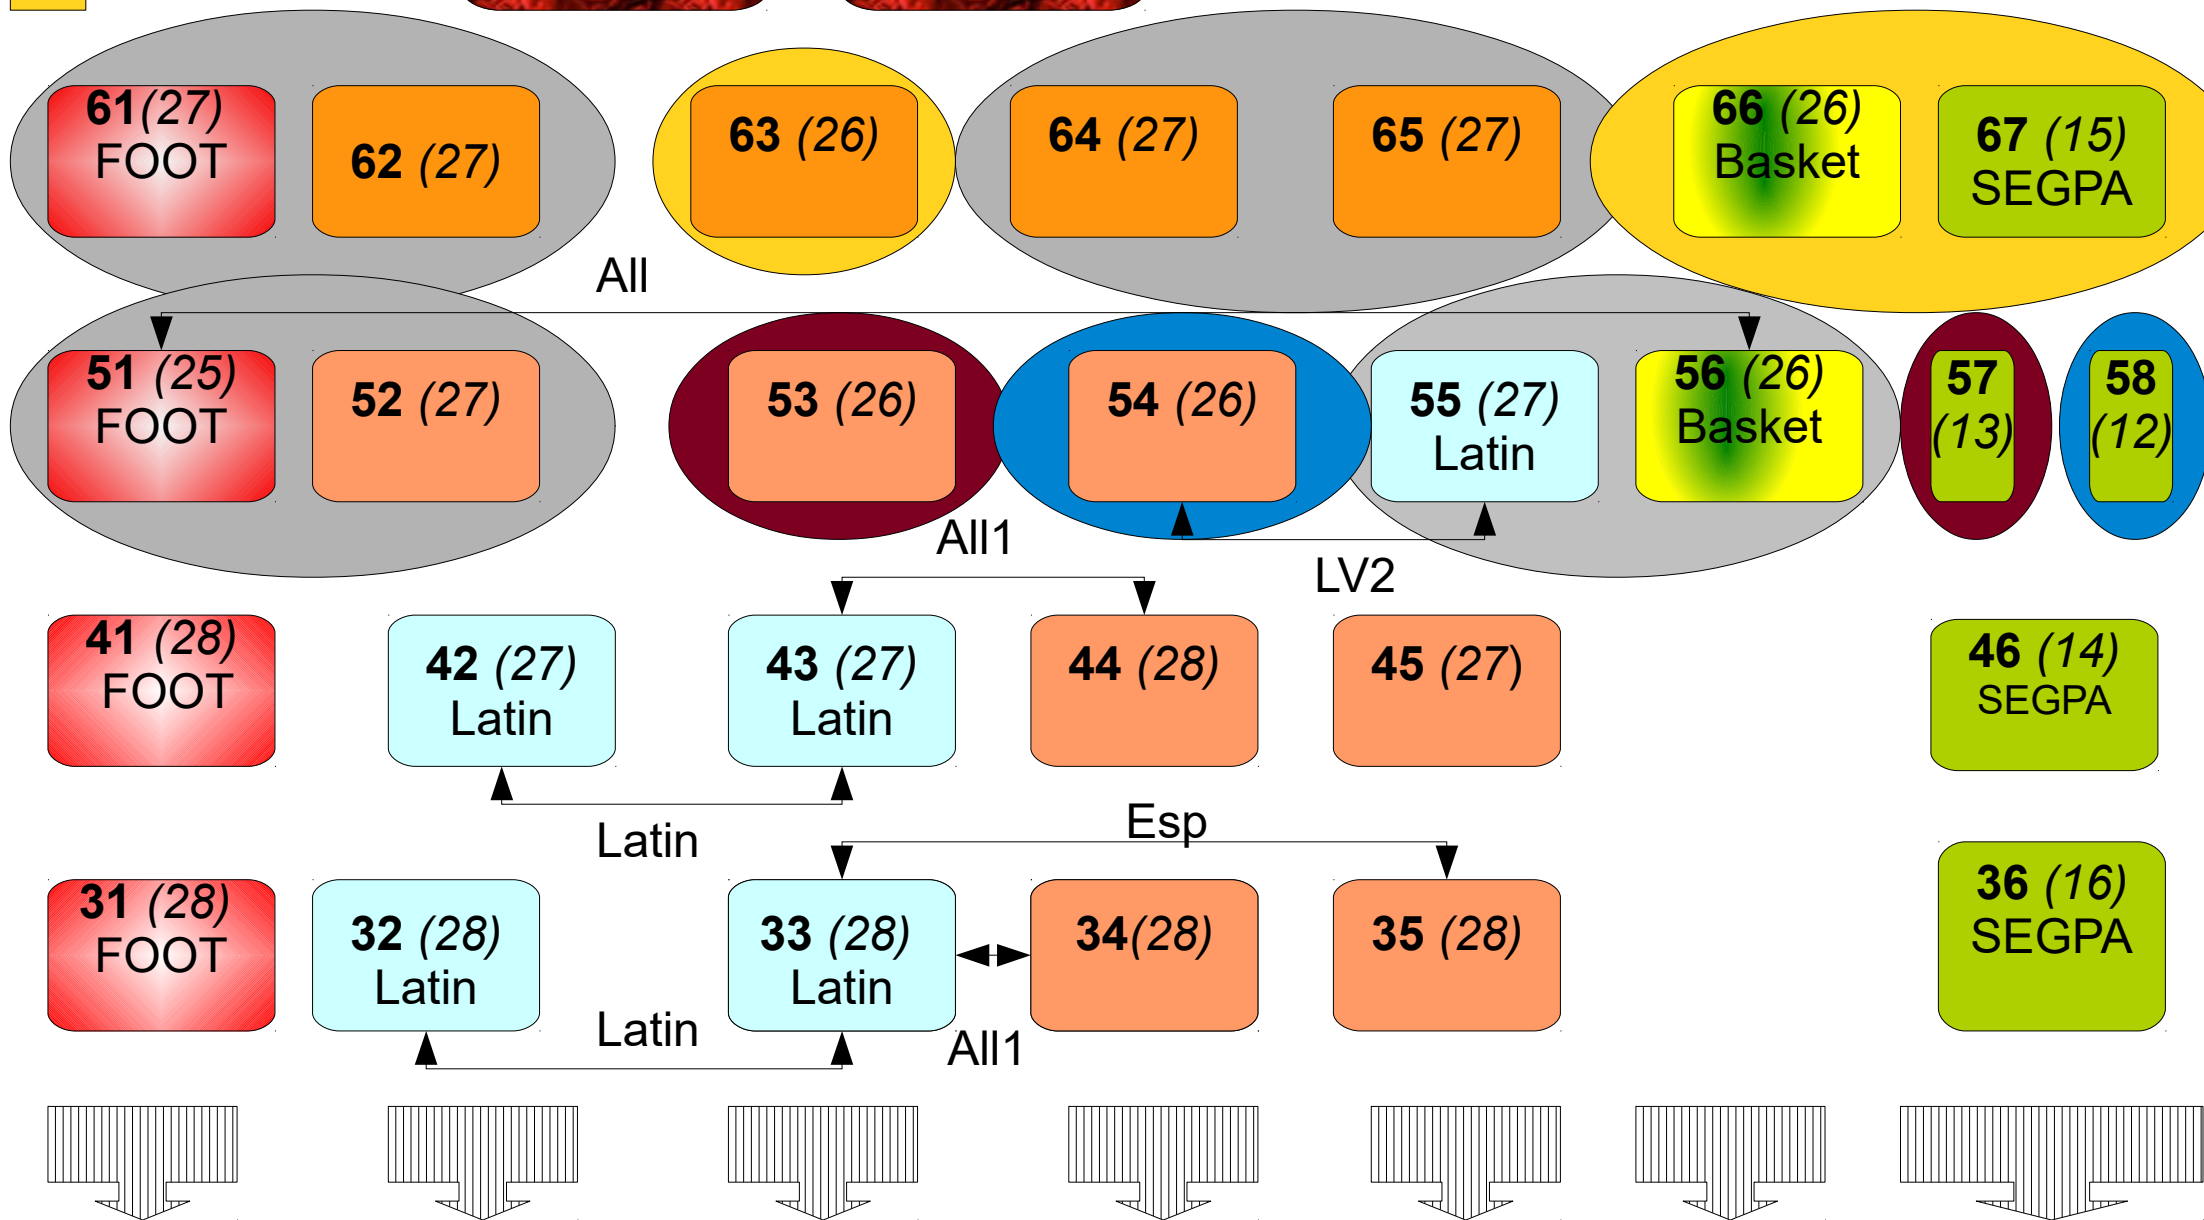 61(27)
FOOT
62 (27)
63 (26)
64 (27)
65 (27)
66 (26)
Basket
67 (15)
SEGPA
All
51 (25)
FOOT
52 (27)
53 (26)
54 (26)
55 (27)
Latin
56 (26)
Basket
57
(13)
58
(12)
All1
LV2
41 (28)
FOOT
42 (27)
Latin
43 (27)
Latin
44 (28)
45 (27)
46 (14)
SEGPA
Latin
Esp
31 (28)
FOOT
32 (28)
Latin
33 (28)
Latin
34(28)
35 (28)
36 (16)
SEGPA
Latin
All1